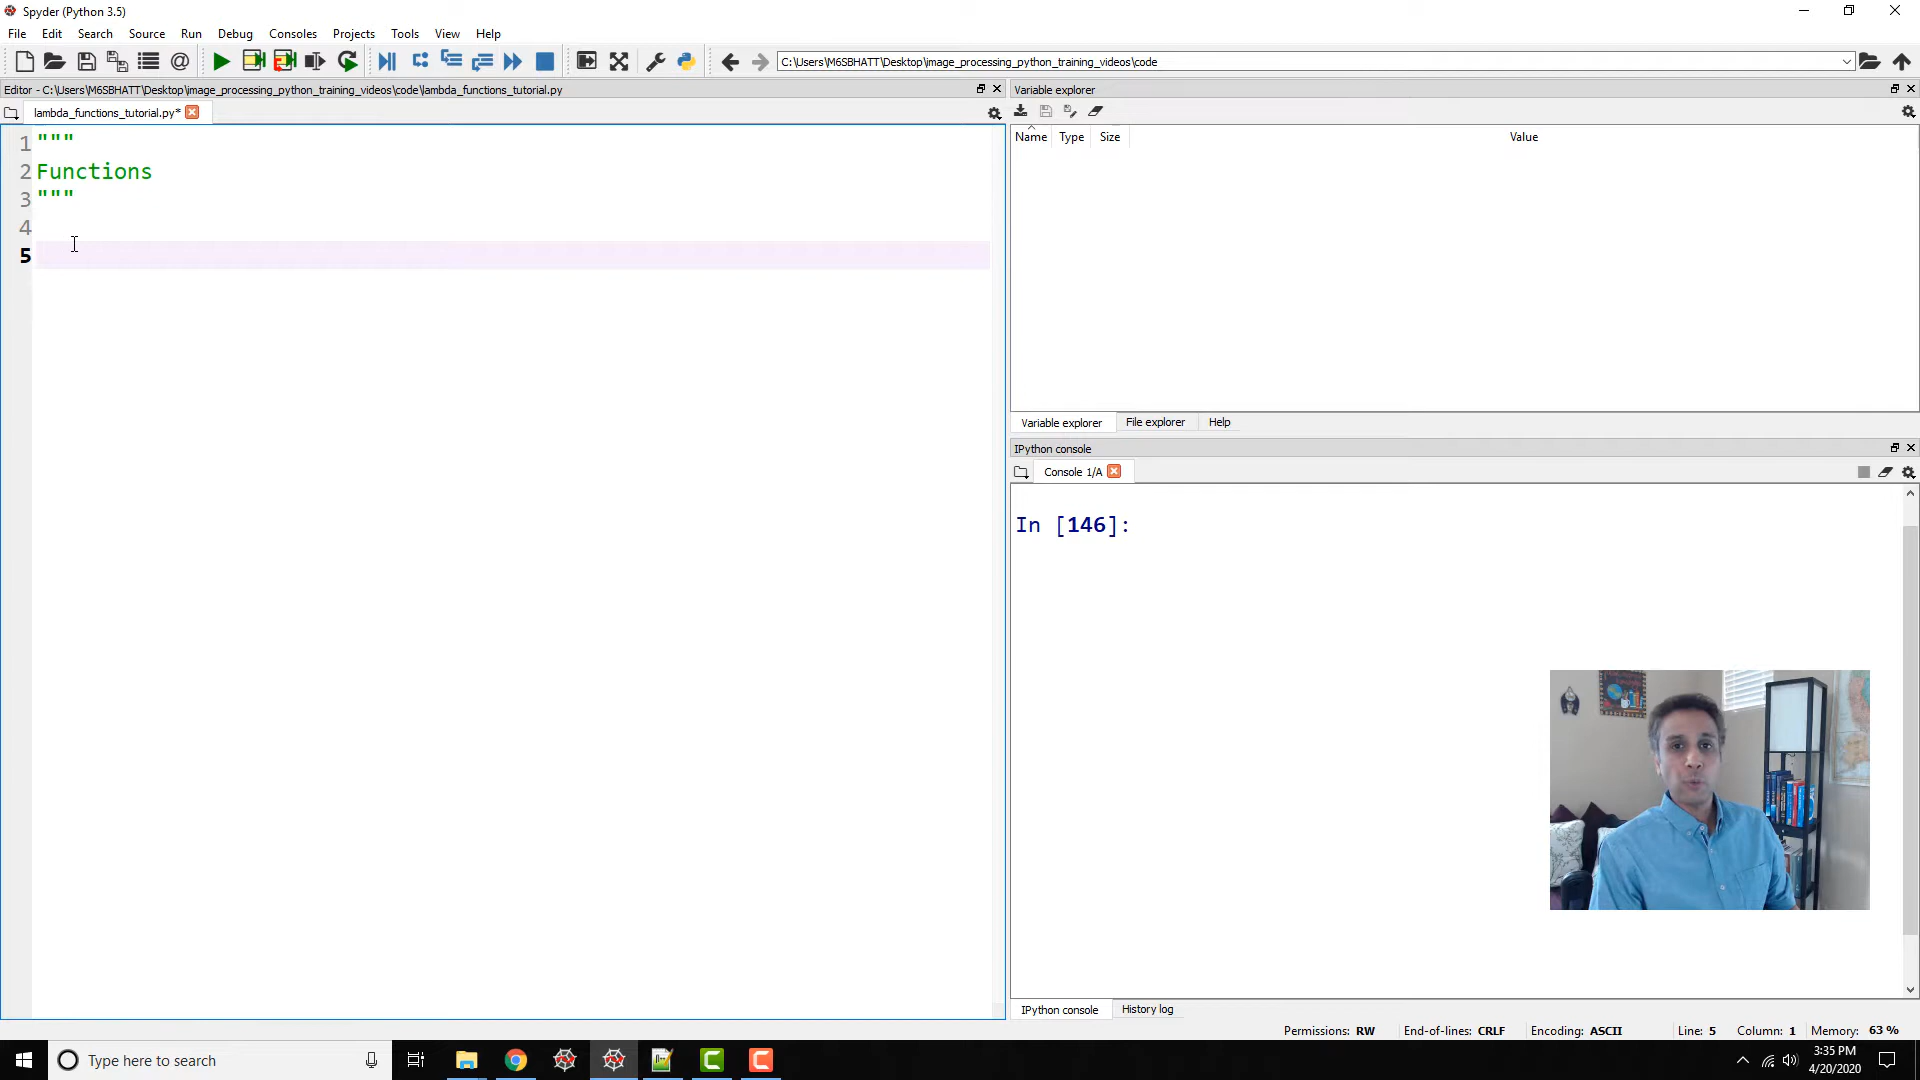 Spyder (Python 3.5)
File Edit Search Source Run Debug Consoles Projects Tools View Help
C:\Users\M6SBHATT\Desktop\image_processing_python_training_videos\code
Editor - C:\Users\M6SBHATT\Desktop\image_processing_python_training_videos\code\lambda_functions_tutorial.py
lambda_functions_tutorial.py*
1 """
2 Functions
3 """
4
5
Variable explorer
Name Type Size Value
Variable explorer File explorer Help
IPython console
Console 1/A
In [146]:
IPython console History log
Permissions: RW End-of-lines: CRLF Encoding: ASCII Line: 5 Column: 1 Memory: 63 %
Type here to search
3:35 PM
4/20/2020